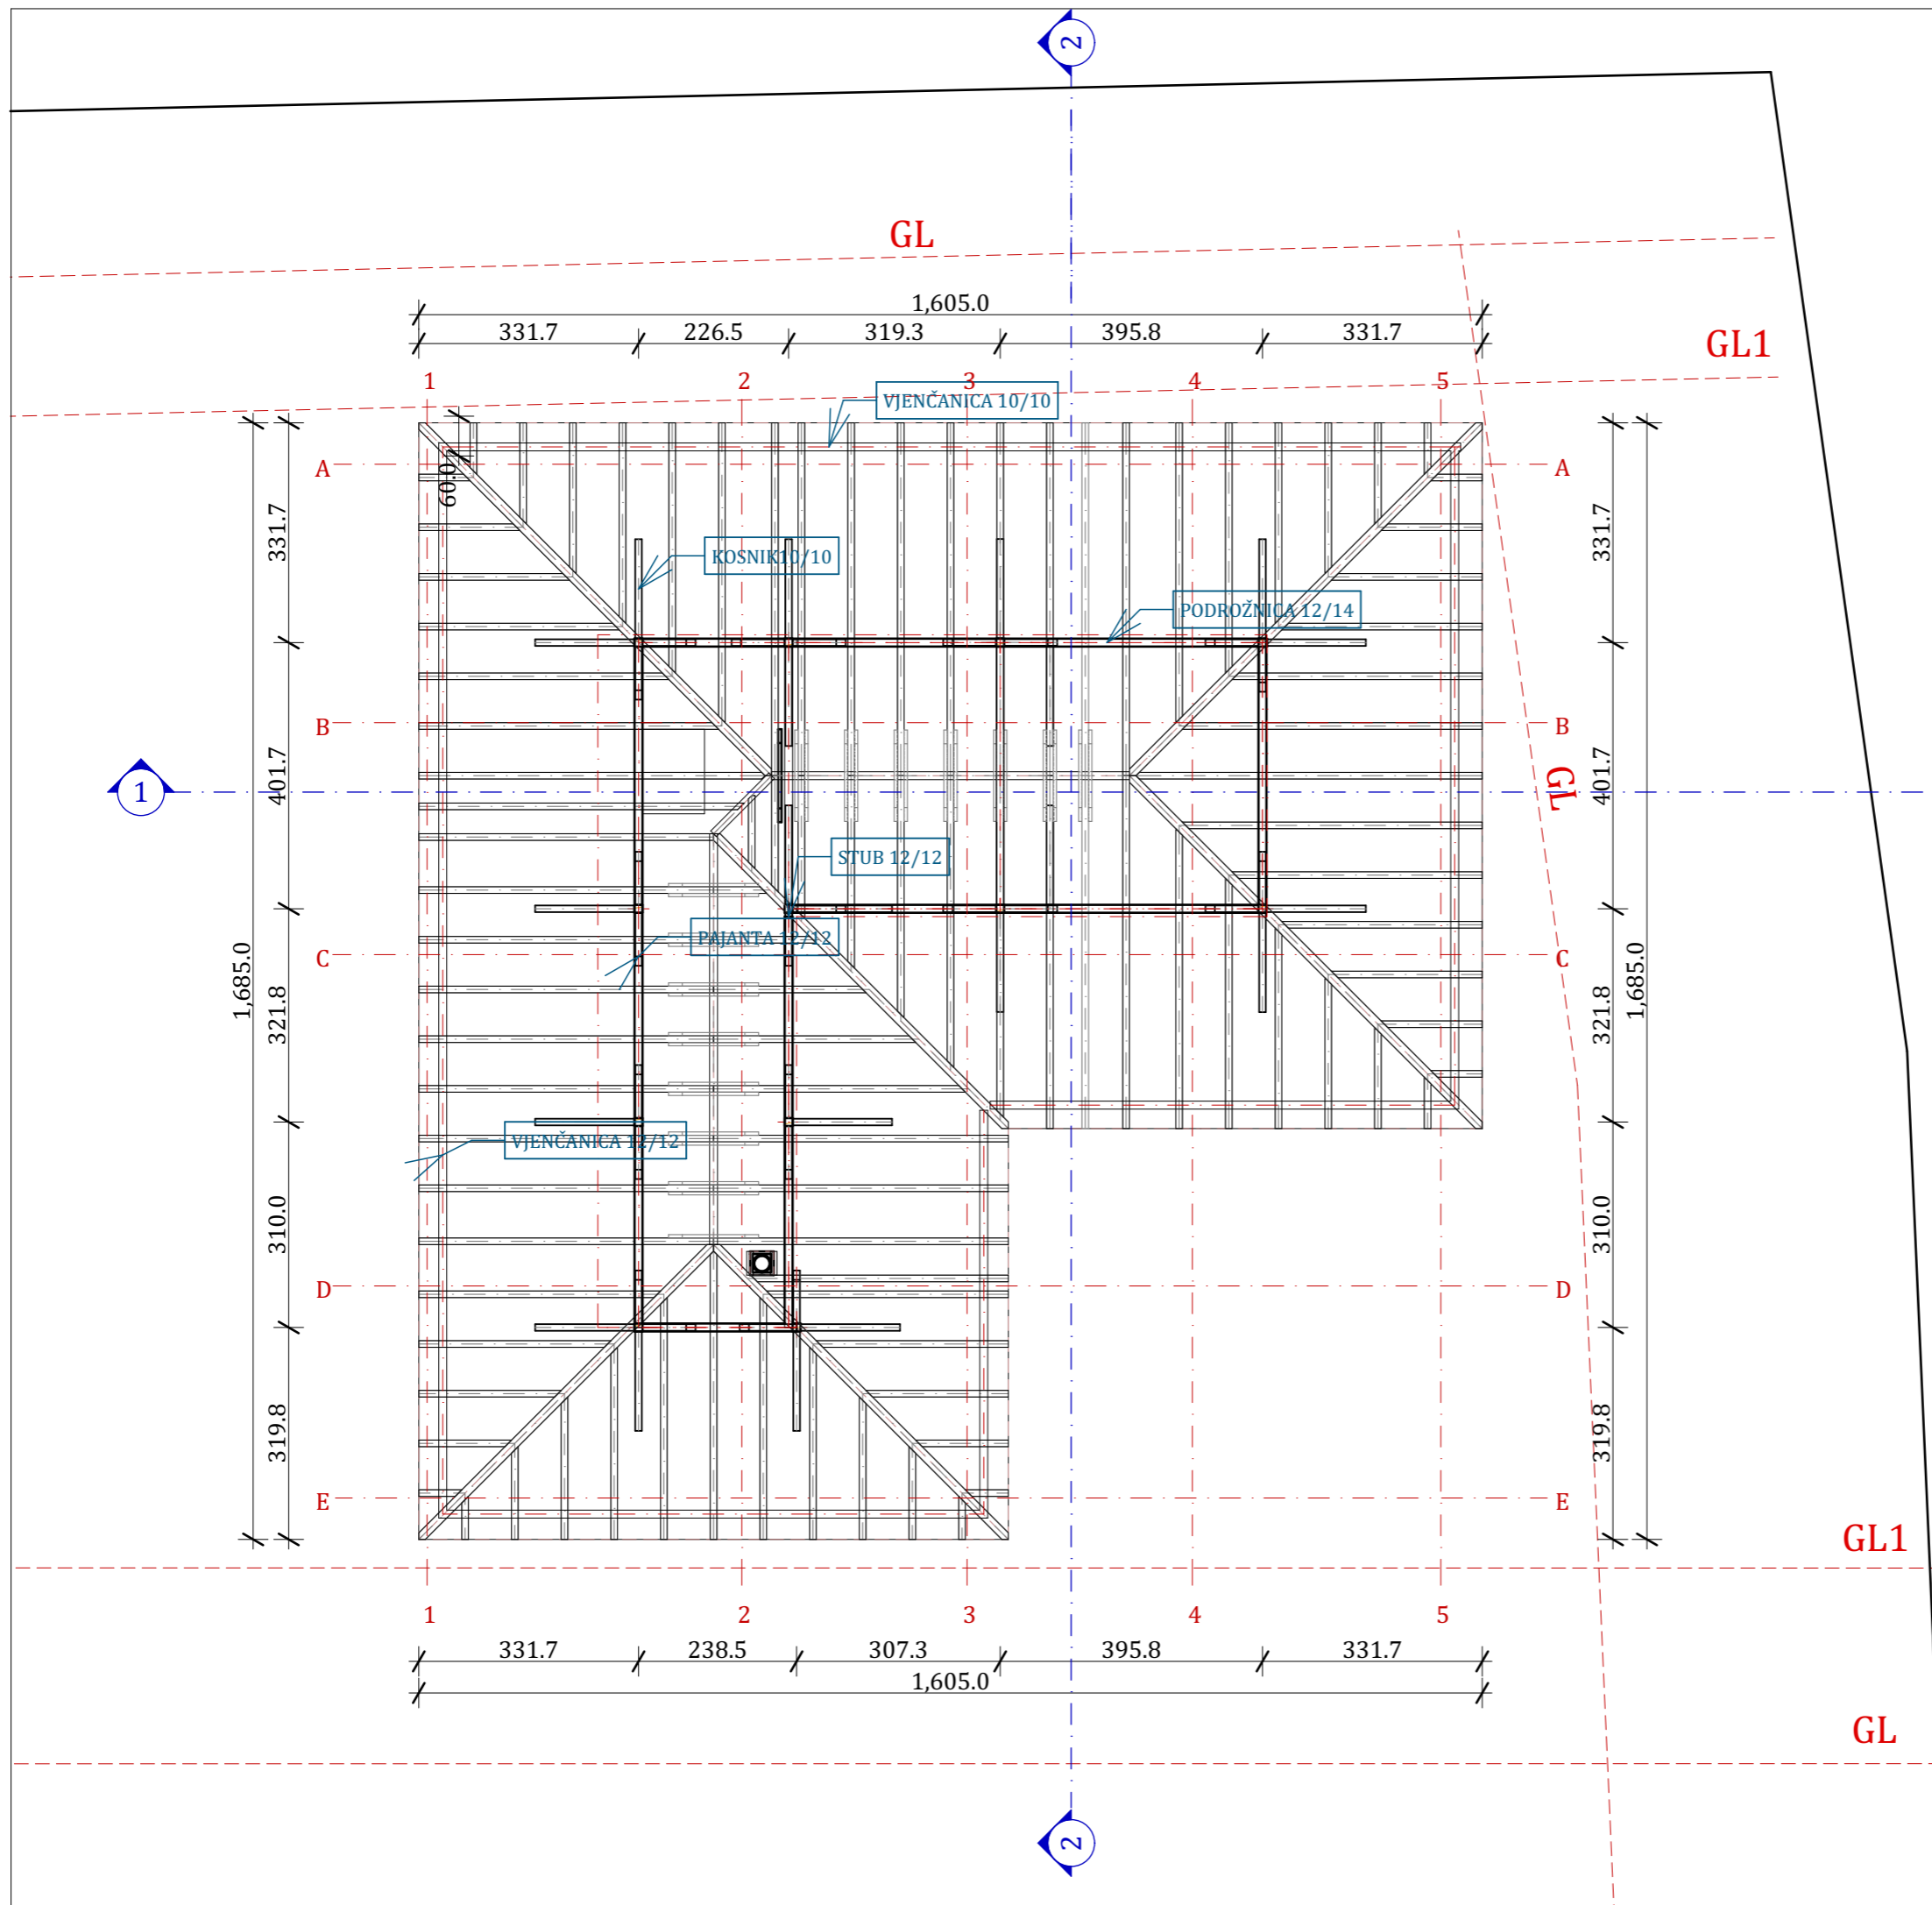 2
GL
1,605.0
331.7 226.5 319.3 395.8 331.7
GL1
1 2 3 4 5
VJENČANICA 10/10
A A
60.0
331.7 331.7
KOSNIK10/10
PODROŽNICA 12/14
B B
401.7 401.7
GL
1
STUB 12/12
PAJANTA 12/12
C C
1,685.0 1,685.0
321.8 321.8
VJENČANICA 12/12
310.0 310.0
D D
319.8 319.8
E E
GL1
1 2 3 4 5
331.7 238.5 307.3 395.8 331.7
1,605.0
GL
2